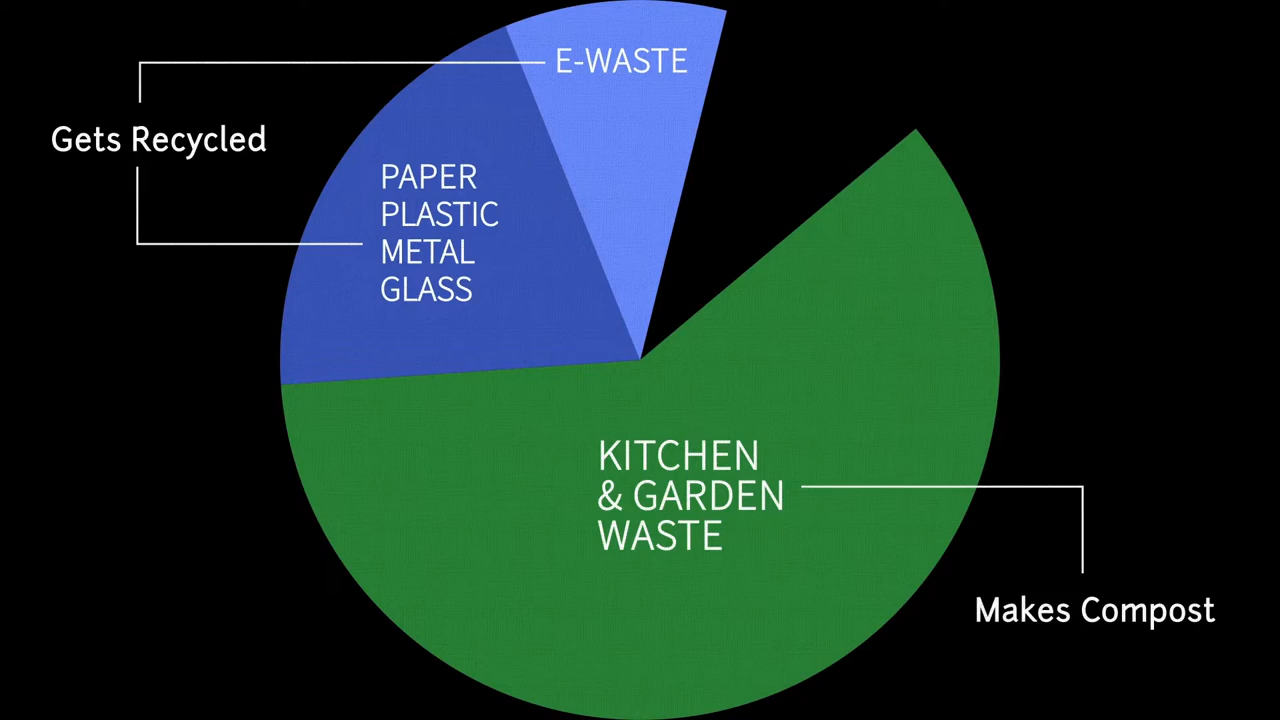 E-WASTE
Gets Recycled
PAPER
PLASTIC
METAL
GLASS
KITCHEN
& GARDEN
WASTE
Makes Compost